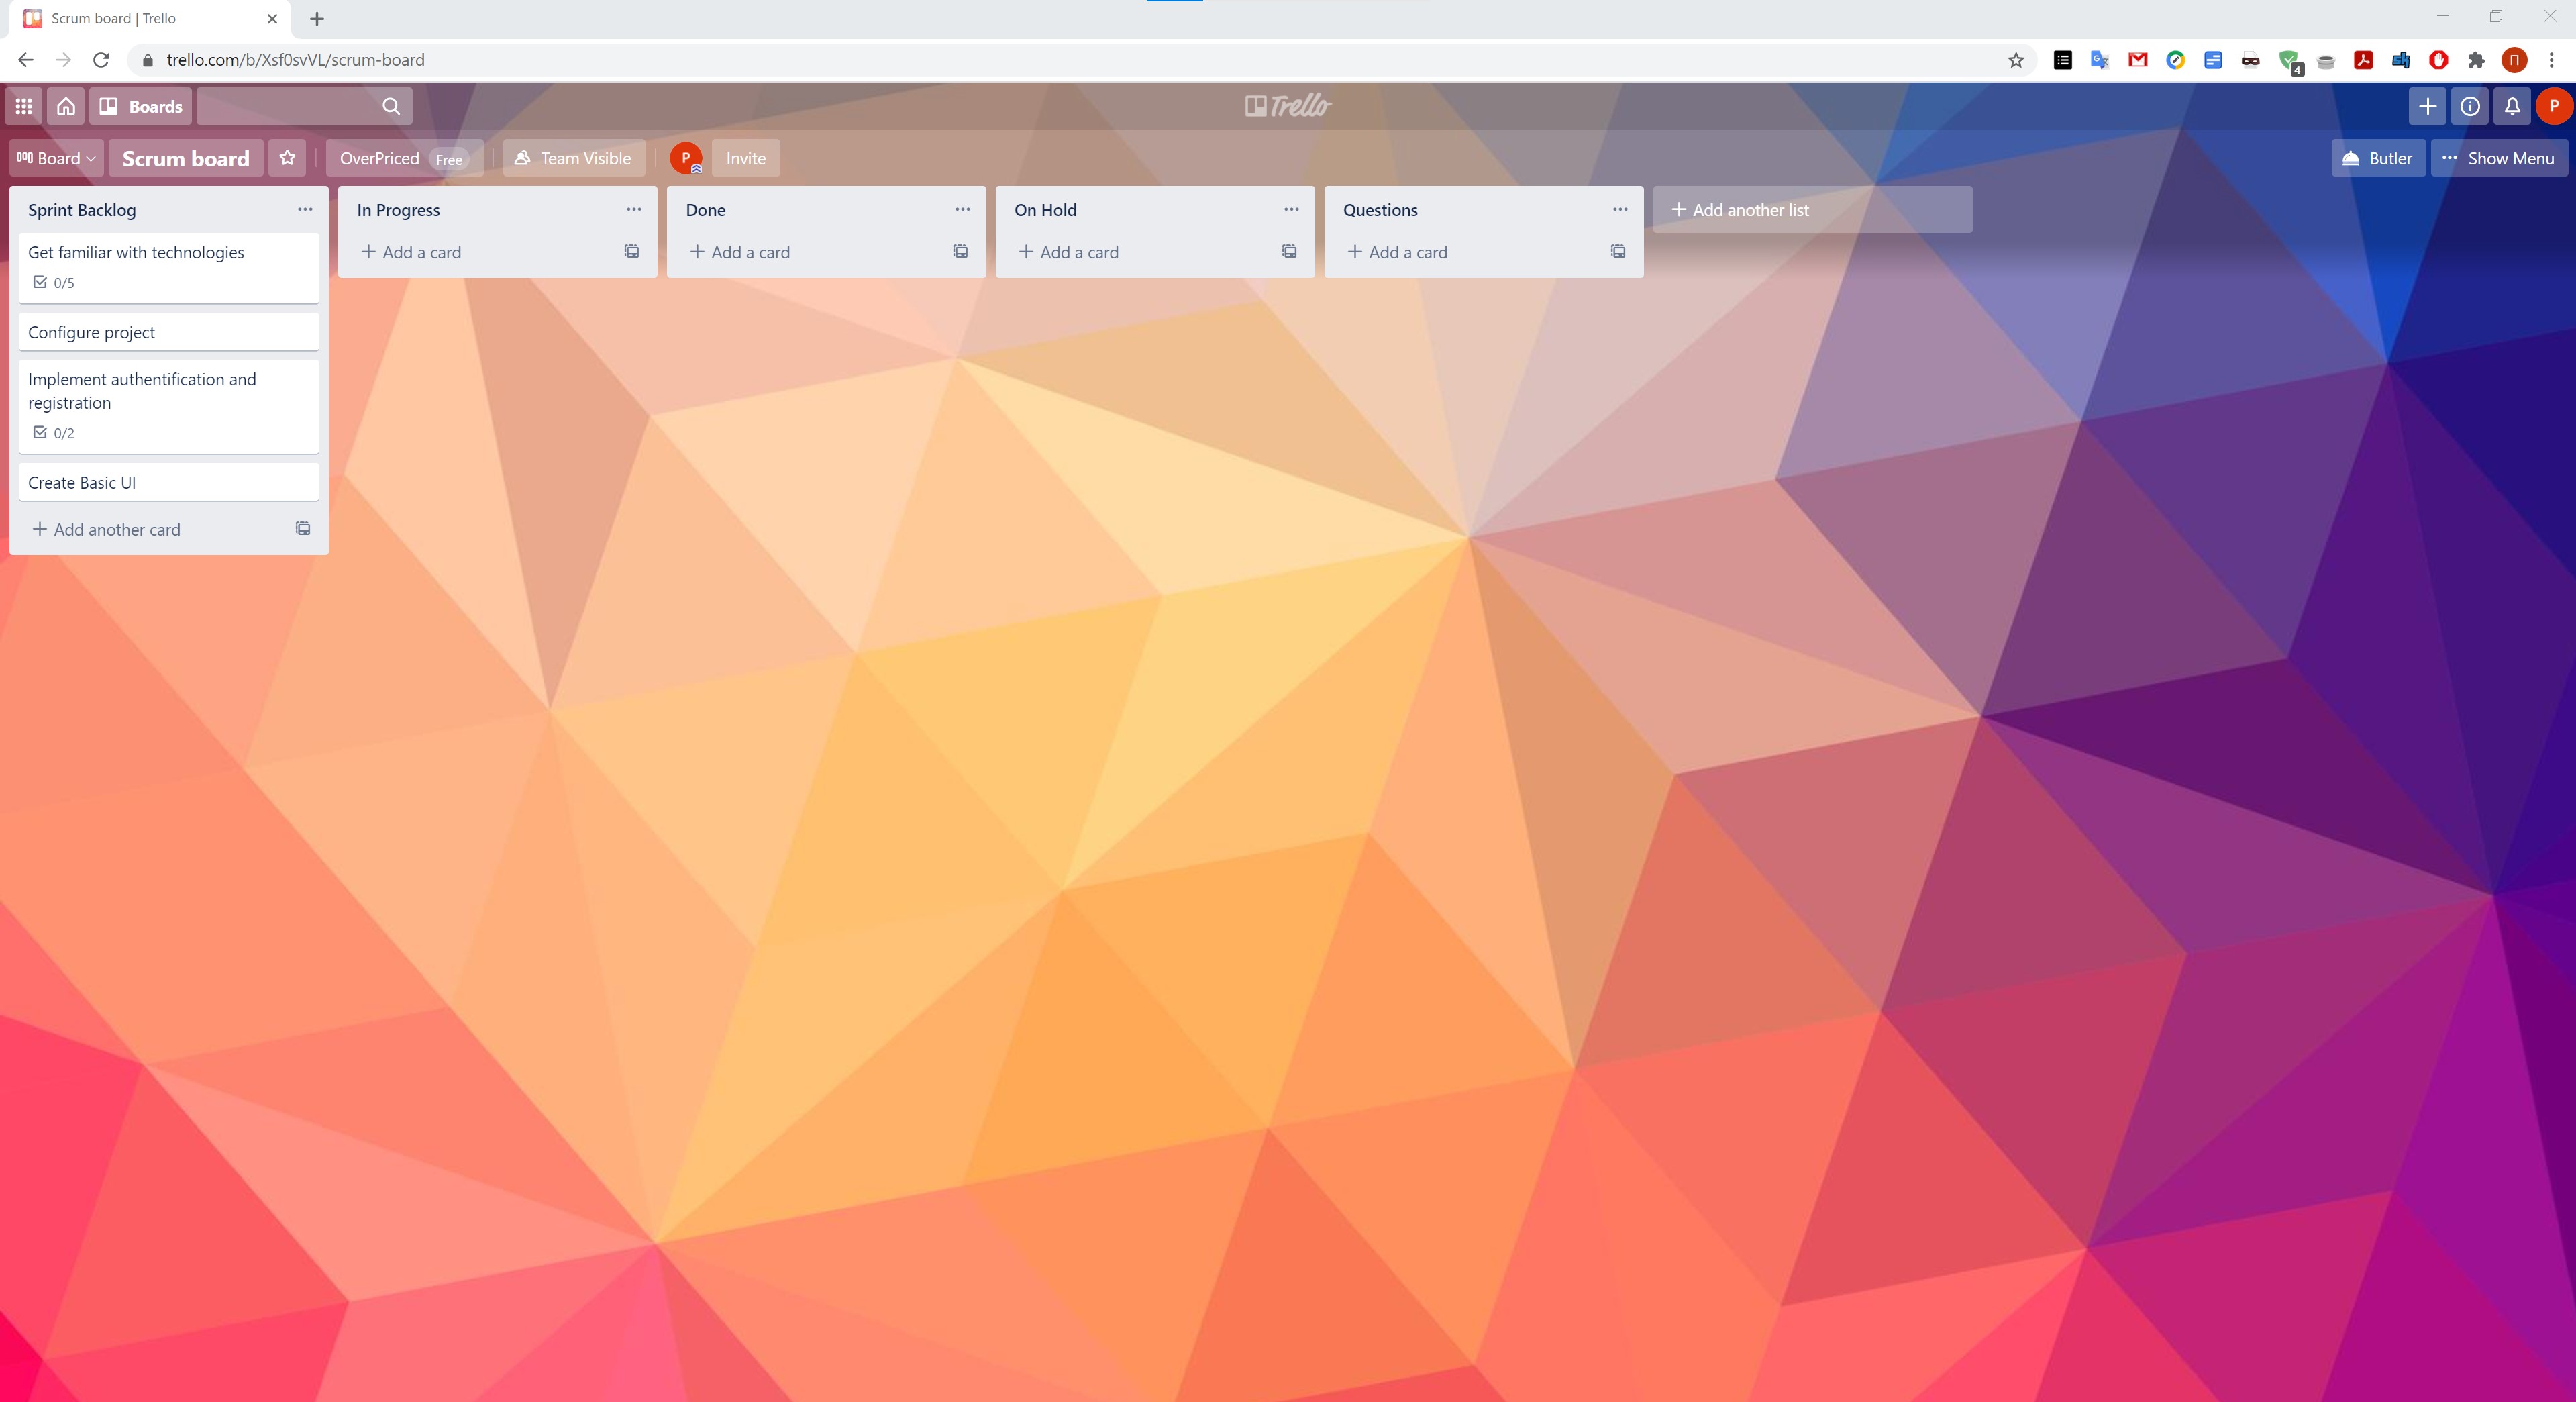 Scrum board | Trello
trello.com/b/Xsf0svVL/scrum-board
4
П
Boards
Trello
P
Board
Scrum board
OverPriced Free
Team Visible
P
Invite
Butler
Show Menu
Sprint Backlog
Get familiar with technologies
0/5
Configure project
Implement authentification and
registration
0/2
Create Basic UI
Add another card
In Progress
Add a card
Done
Add a card
On Hold
Add a card
Questions
Add a card
Add another list